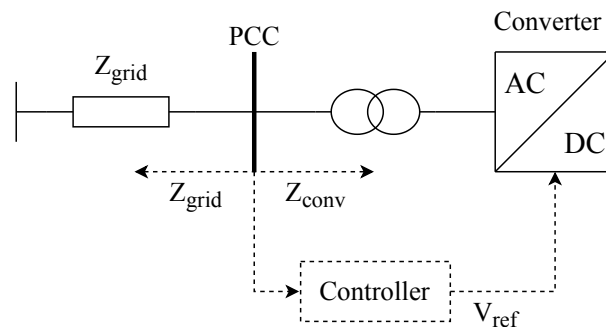 Converter
PCC
Z_grid
AC
DC
Z_grid
Z_conv
Controller
V_ref